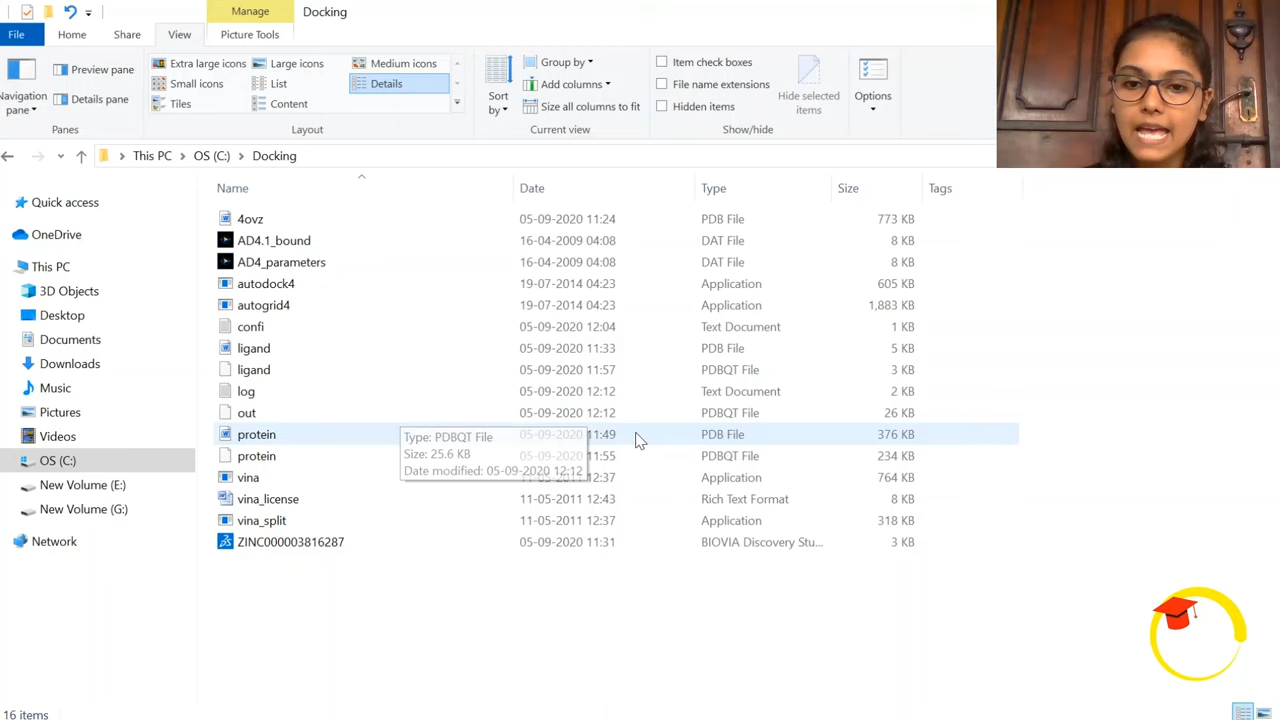 Manage
Docking
File
Home
Share
View
Picture Tools
Navigation pane
Preview pane
Details pane
Panes
Extra large icons
Large icons
Medium icons
Small icons
List
Details
Tiles
Content
Layout
Sort by
Group by
Add columns
Size all columns to fit
Current view
Item check boxes
File name extensions
Hidden items
Hide selected items
Show/hide
Options
This PC
OS (C:)
Docking
Quick access
OneDrive
This PC
3D Objects
Desktop
Documents
Downloads
Music
Pictures
Videos
OS (C:)
New Volume (E:)
New Volume (G:)
Network
Name Date Type Size Tags
4ovz 05-09-2020 11:24 PDB File 773 KB
AD4.1_bound 16-04-2009 04:08 DAT File 8 KB
AD4_parameters 16-04-2009 04:08 DAT File 8 KB
autodock4 19-07-2014 04:23 Application 605 KB
autogrid4 19-07-2014 04:23 Application 1,883 KB
confi 05-09-2020 12:04 Text Document 1 KB
ligand 05-09-2020 11:33 PDB File 5 KB
ligand 05-09-2020 11:57 PDBQT File 3 KB
log 05-09-2020 12:12 Text Document 2 KB
out 05-09-2020 12:12 PDBQT File 26 KB
protein 05-09-2020 11:49 PDB File 376 KB
protein 11:55 PDBQT File 234 KB
vina 12:37 Application 764 KB
vina_license 11-05-2011 12:43 Rich Text Format 8 KB
vina_split 11-05-2011 12:37 Application 318 KB
ZINC000003816287 05-09-2020 11:31 BIOVIA Discovery Stu... 3 KB
Type: PDBQT File
Size: 25.6 KB
Date modified: 05-09-2020 12:12
16 items